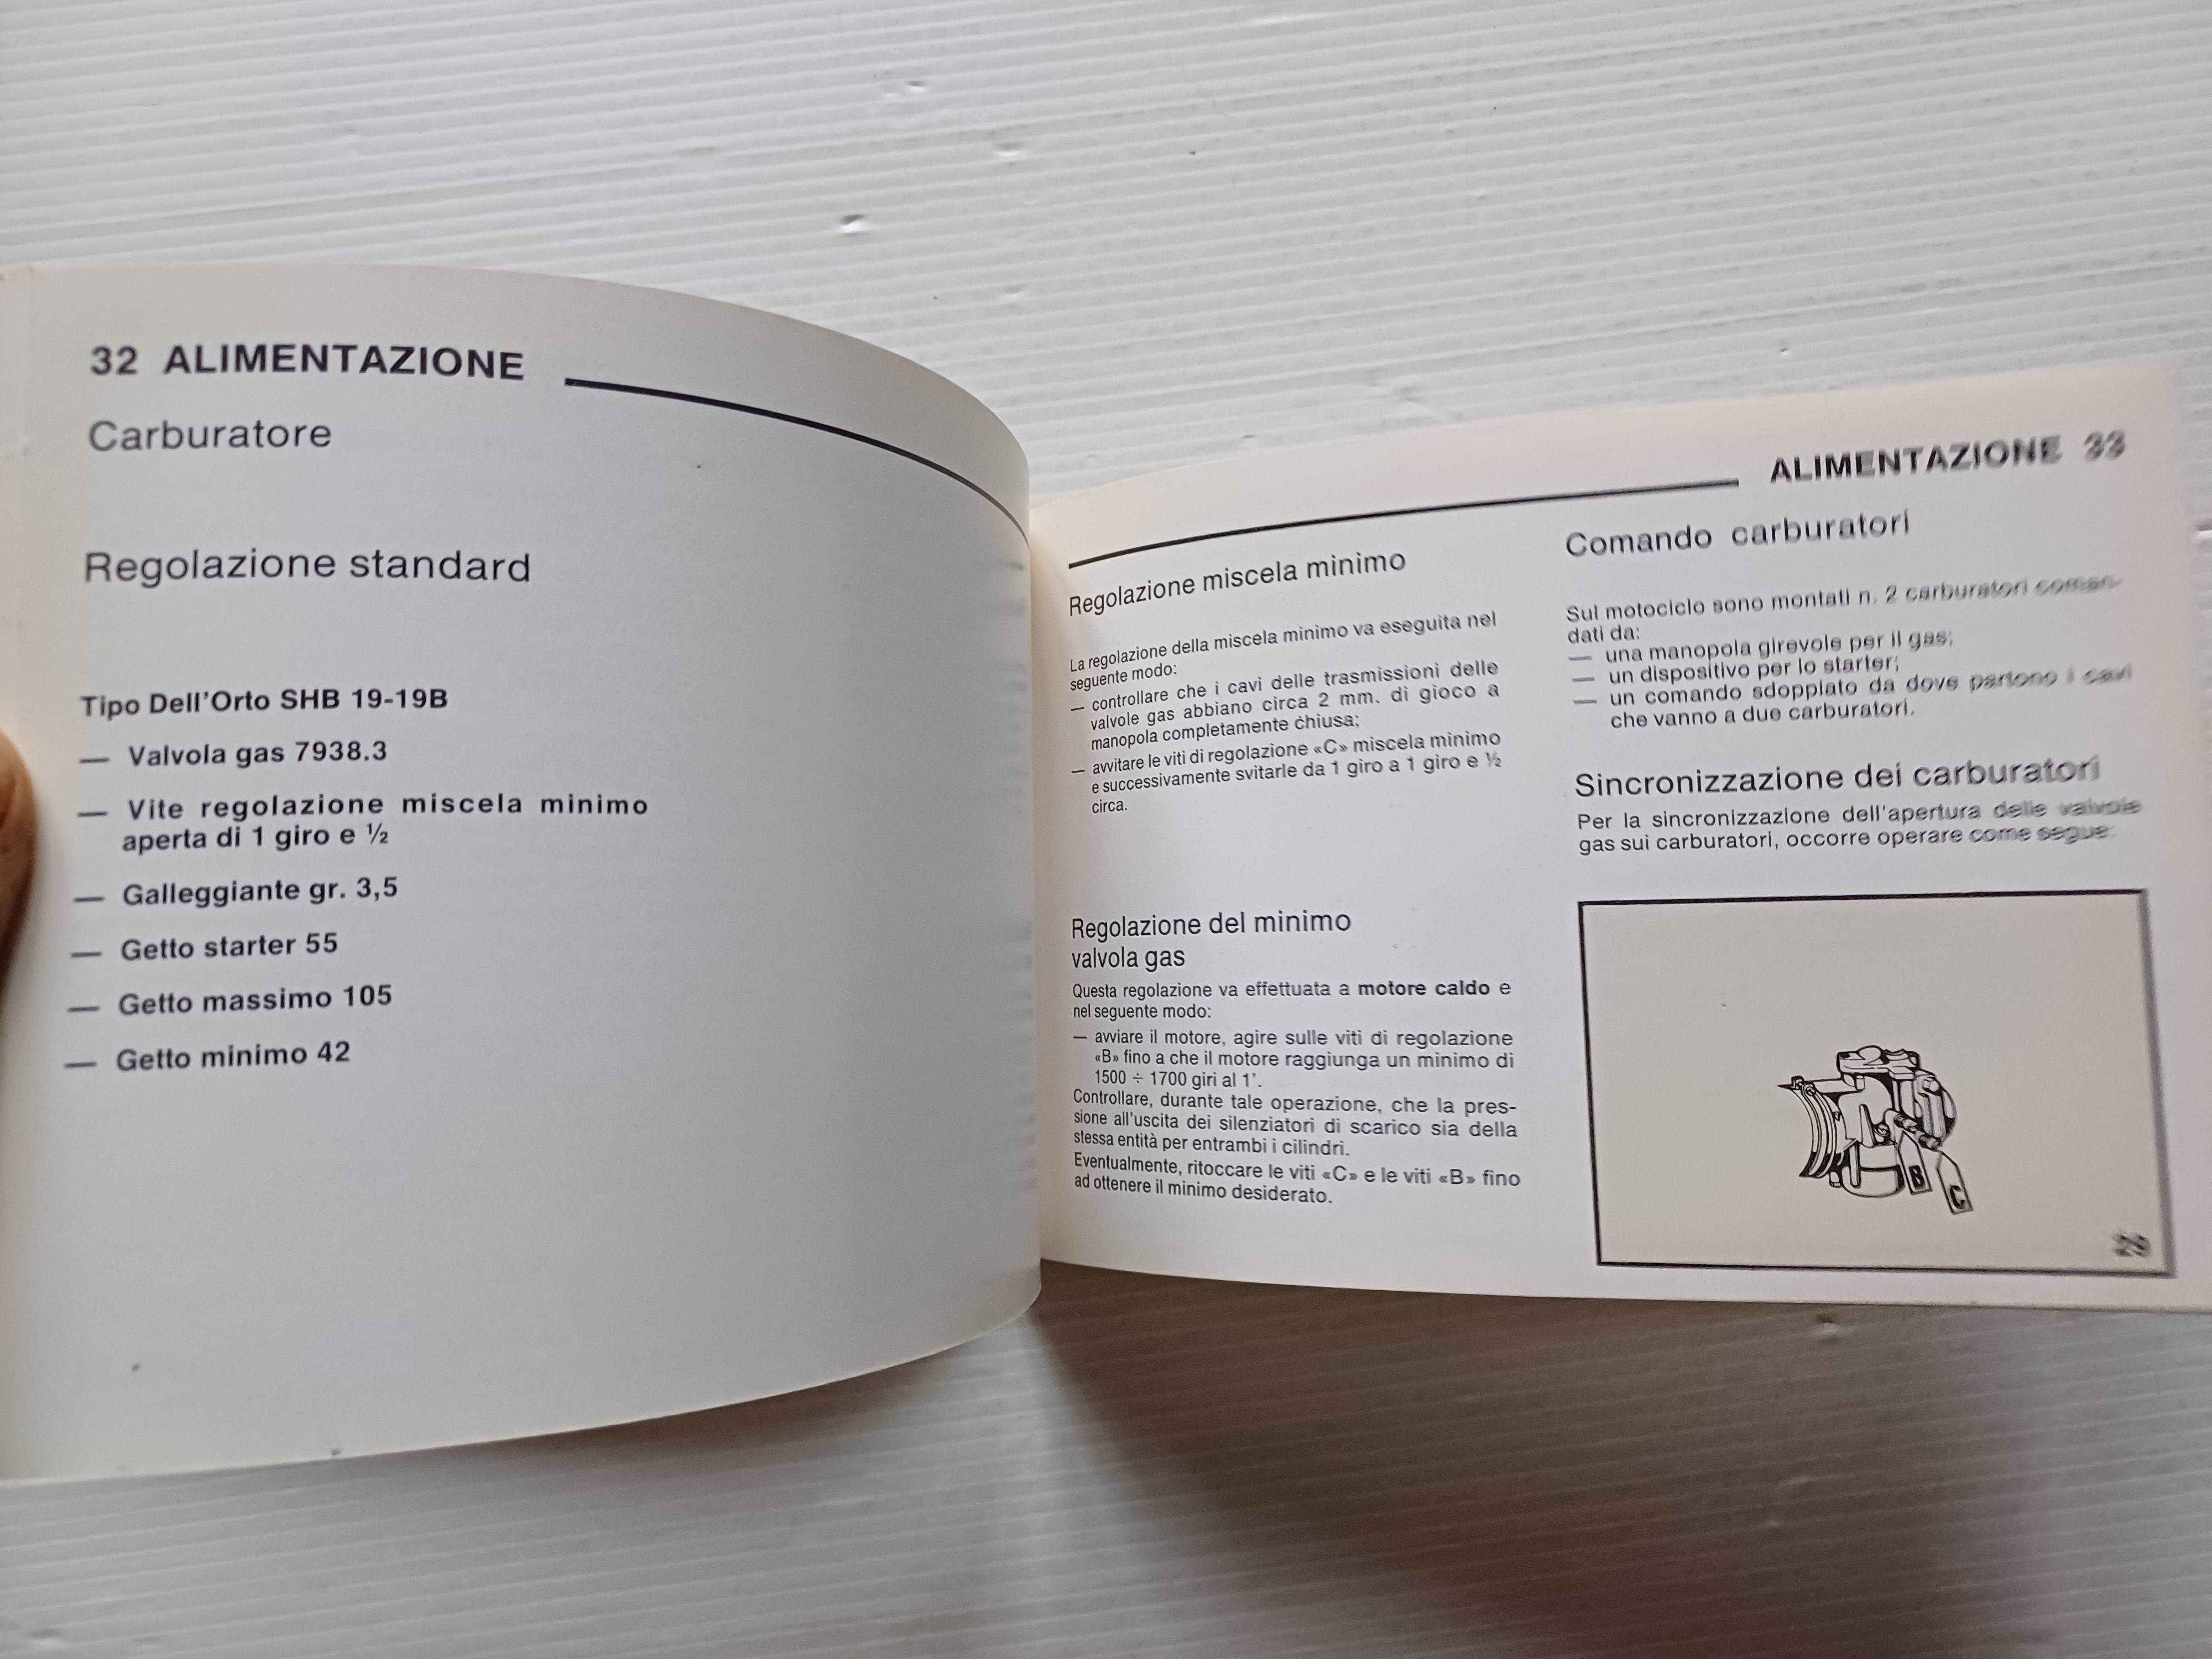 32 ALIMENTAZIONE
Carburatore
Regolazione standard
Tipo Dell'Orto SHB 19-19B
— Valvola gas 7938.3
— Vite regolazione miscela minimo
aperta di 1 giro e ½
— Galleggiante gr. 3,5
— Getto starter 55
— Getto massimo 105
— Getto minimo 42
ALIMENTAZIONE 33
Regolazione miscela minimo
La regolazione della miscela minimo va eseguita nel
seguente modo:
— controllare che i cavi delle trasmissioni delle
valvole gas abbiano circa 2 mm. di gioco a
manopola completamente chiusa;
— avvitare le viti di regolazione «C» miscela minimo
e successivamente svitarle da 1 giro a 1 giro e ½
circa.
Regolazione del minimo
valvola gas
Questa regolazione va effettuata a motore caldo e
nel seguente modo:
— avviare il motore, agire sulle viti di regolazione
«B» fino a che il motore raggiunga un minimo di
1500 ÷ 1700 giri al 1'.
Controllare, durante tale operazione, che la pres-
sione all'uscita dei silenziatori di scarico sia della
stessa entità per entrambi i cilindri.
Eventualmente, ritoccare le viti «C» e le viti «B» fino
ad ottenere il minimo desiderato.
Comando carburatori
Sul motociclo sono montati n. 2 carburatori coman-
dati da:
— una manopola girevole per il gas;
— un dispositivo per lo starter;
— un comando sdoppiato da dove partono i cavi
che vanno a due carburatori.
Sincronizzazione dei carburatori
Per la sincronizzazione dell'apertura delle valvole
gas sui carburatori, occorre operare come segue:
B
C